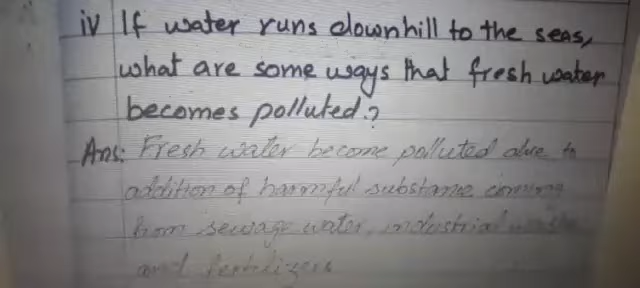 iv If water runs downhill to the seas,
what are some ways that fresh water
becomes polluted?
Ans: Fresh water become polluted due to
addition of harmful substance coming
from sewage water, industrial waste
and fertilizers